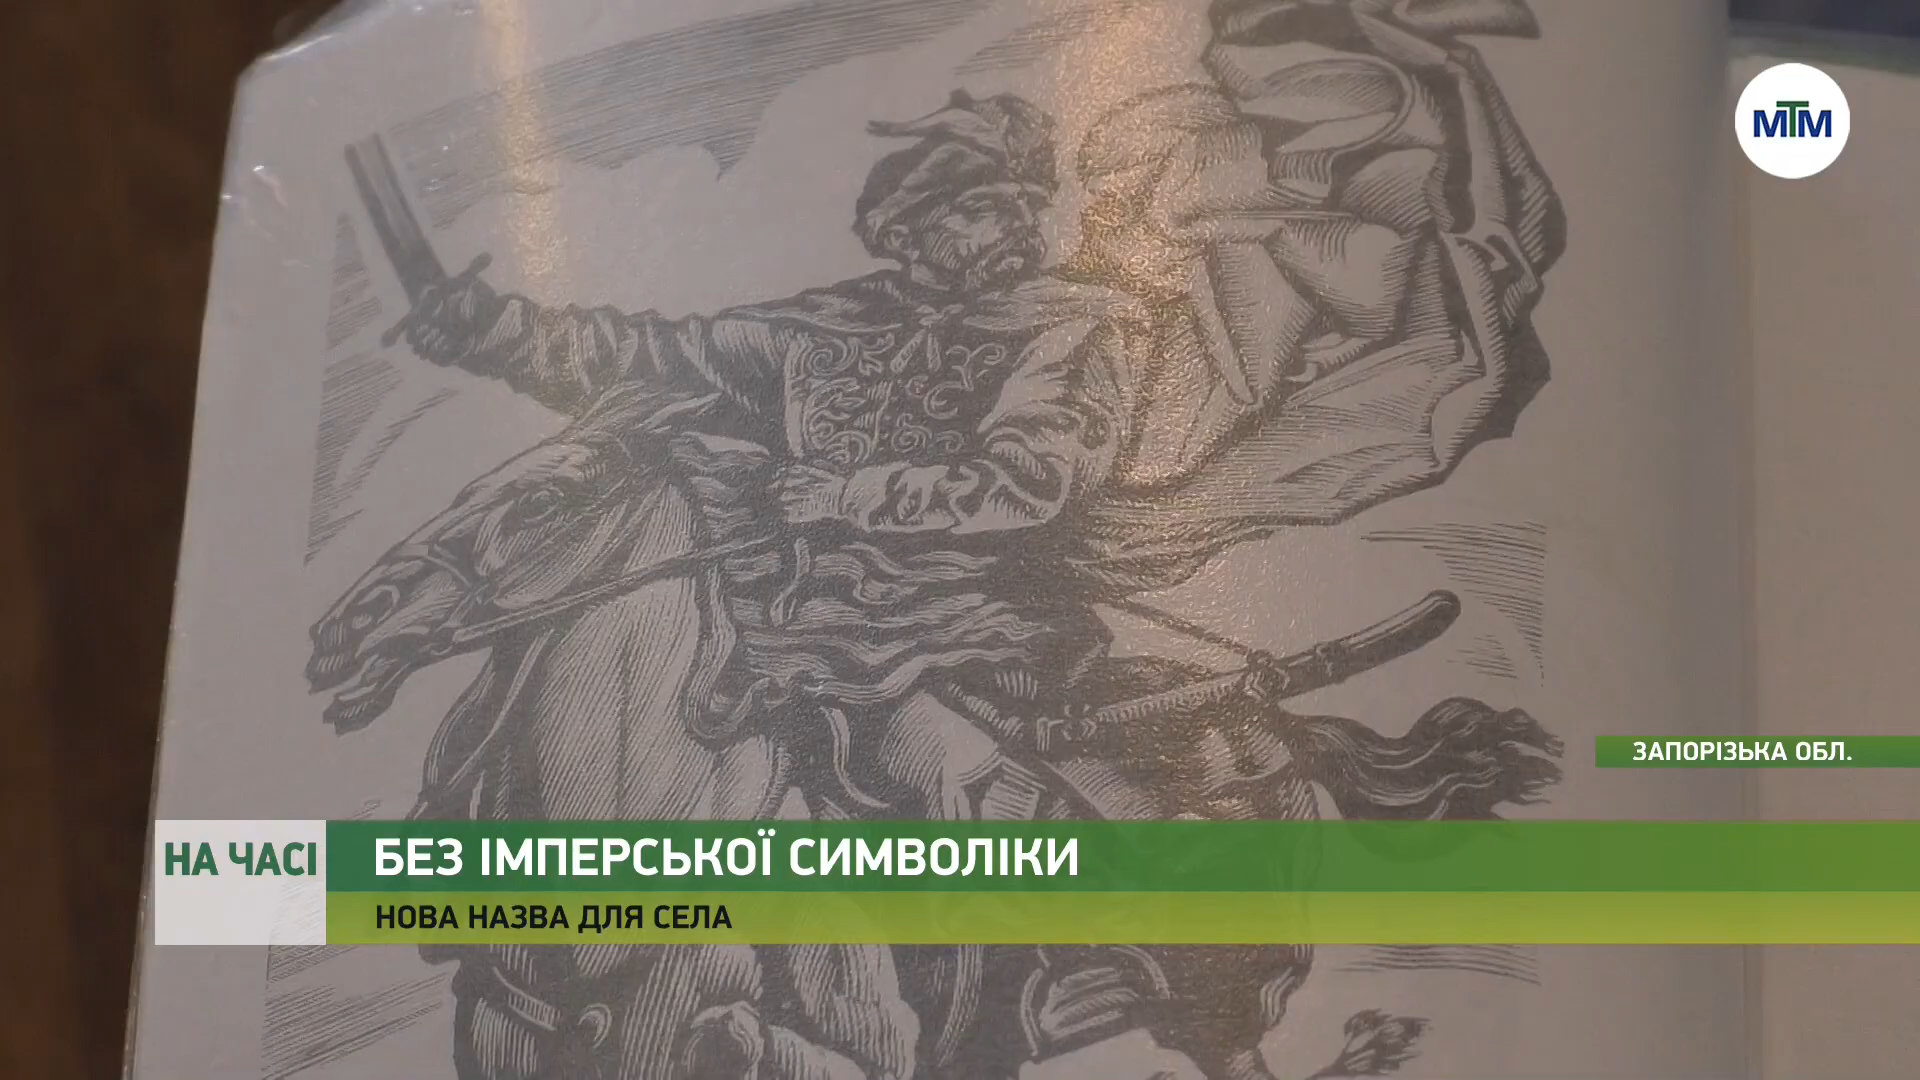 МТМ
ЗАПОРІЗЬКА ОБЛ.
НА ЧАСІ
БЕЗ ІМПЕРСЬКОЇ СИМВОЛІКИ
НОВА НАЗВА ДЛЯ СЕЛА